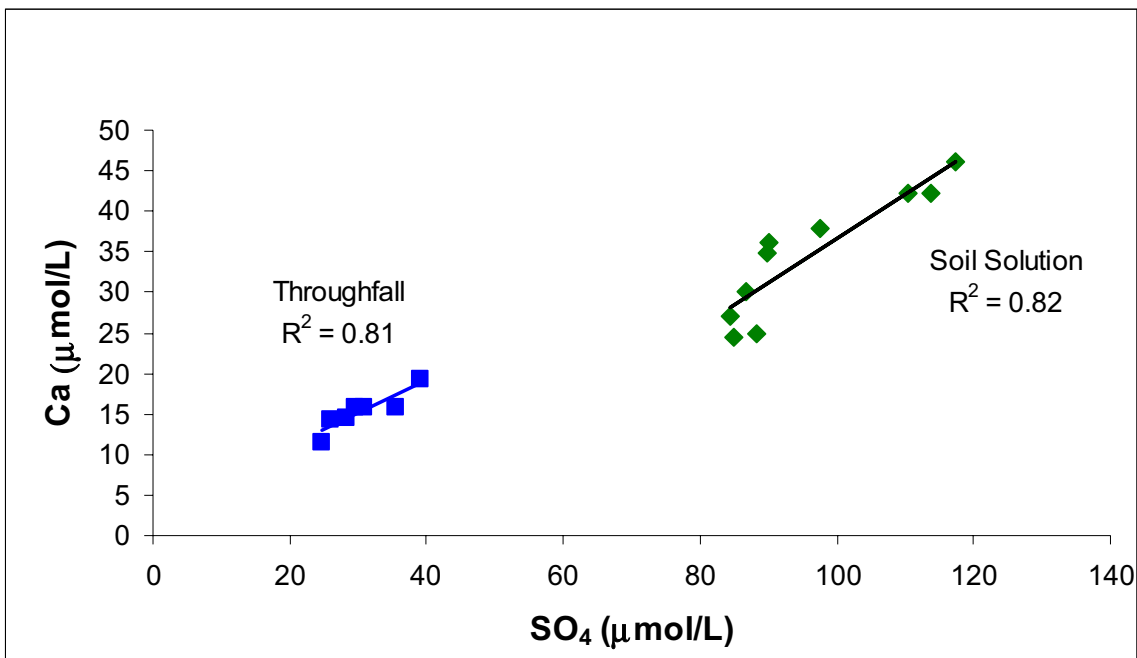 50
45
40
35
30
25
20
15
10
5
0
Ca (μmol/L)
Throughfall
R² = 0.81
Soil Solution
R² = 0.82
0 20 40 60 80 100 120 140
SO₄ (μmol/L)